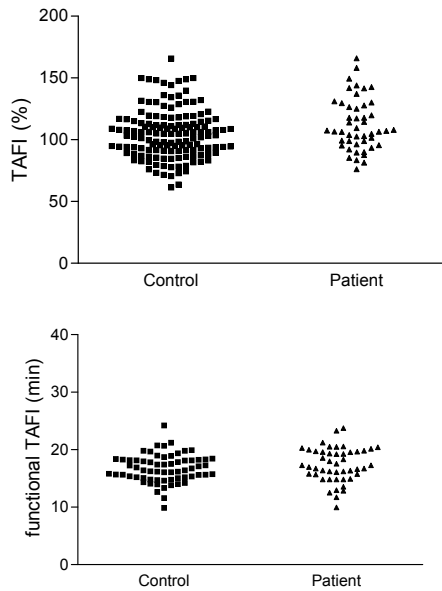 200
150
100
50
0
TAFI (%)
Control Patient
40
30
20
10
0
functional TAFI (min)
Control Patient